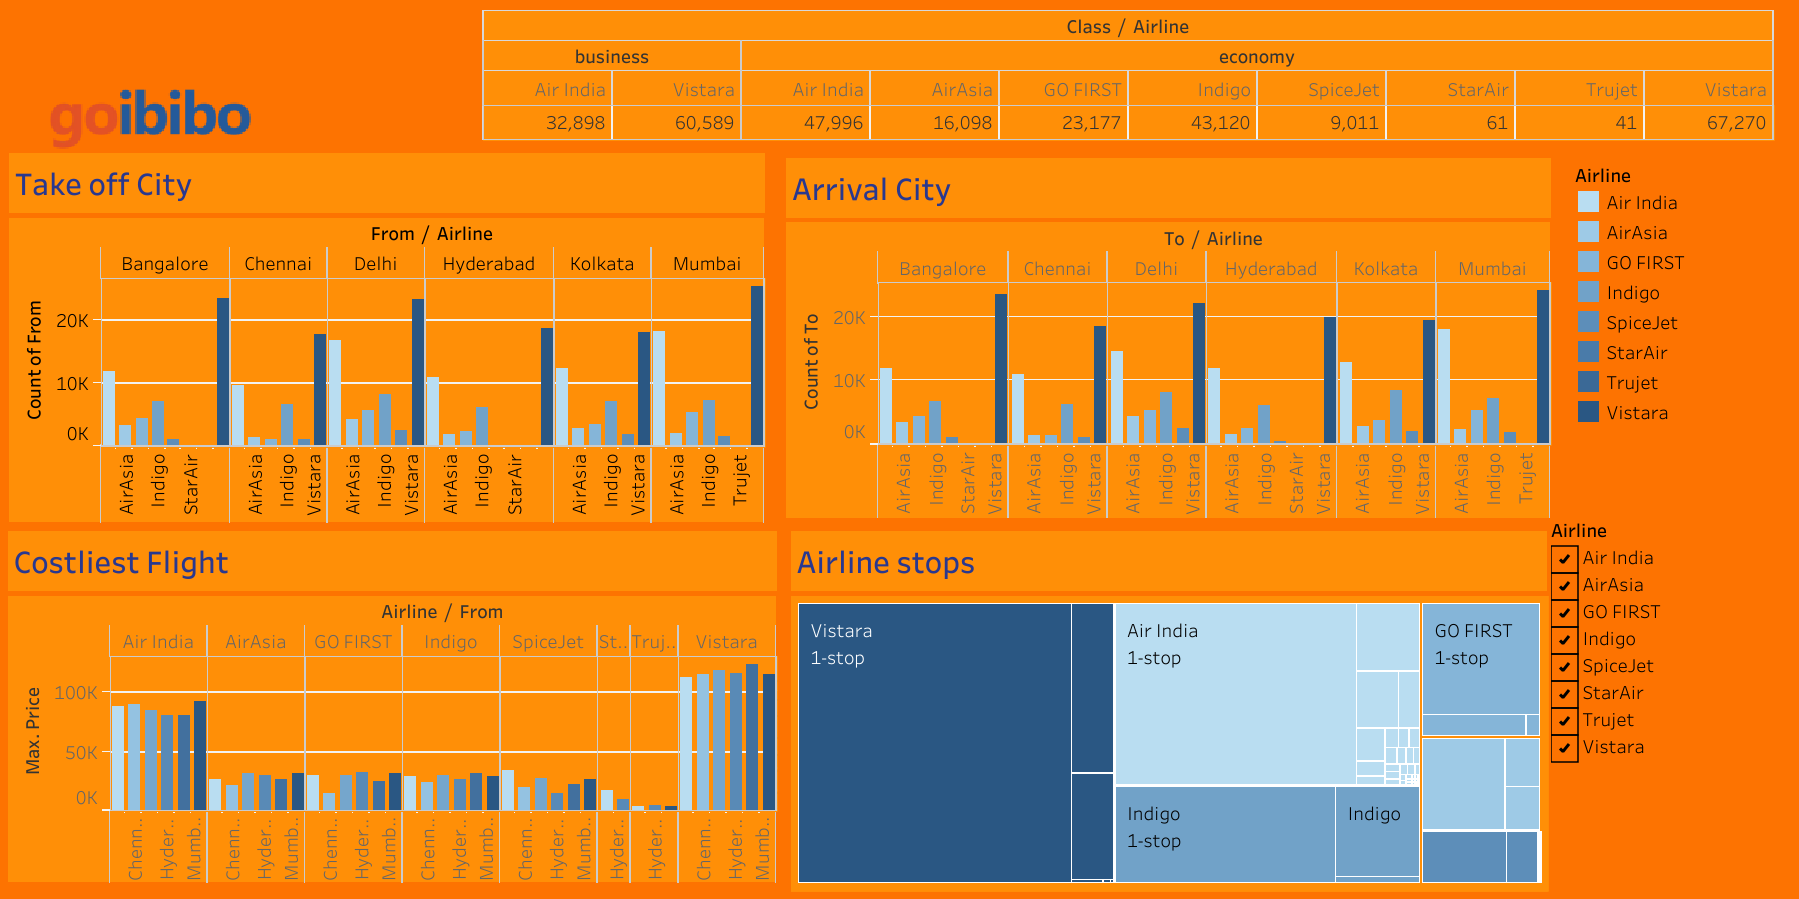 Class / Airline
business economy
Air India Vistara Air India AirAsia GO FIRST Indigo SpiceJet StarAir Trujet Vistara
32,898 60,589 47,996 16,098 23,177 43,120 9,011 61 41 67,270
goibibo
Take off City
From / Airline
Bangalore Chennai Delhi Hyderabad Kolkata Mumbai
Count of From
20K
10K
0K
AirAsia Indigo StarAir AirAsia Indigo Vistara AirAsia Indigo Vistara AirAsia Indigo StarAir AirAsia Indigo Vistara AirAsia Indigo Trujet
Arrival City
To / Airline
Bangalore Chennai Delhi Hyderabad Kolkata Mumbai
Count of To
20K
10K
0K
AirAsia Indigo StarAir Vistara AirAsia Indigo Vistara AirAsia Indigo Vistara AirAsia Indigo StarAir Vistara AirAsia Indigo Vistara AirAsia Indigo Trujet
Airline
Air India
AirAsia
GO FIRST
Indigo
SpiceJet
StarAir
Trujet
Vistara
Costliest Flight
Airline / From
Air India AirAsia GO FIRST Indigo SpiceJet St.. Truj.. Vistara
Max. Price
100K
50K
0K
Chenn.. Hyder.. Mumb.. Chenn.. Hyder.. Mumb.. Chenn.. Hyder.. Mumb.. Chenn.. Hyder.. Mumb.. Chenn.. Hyder.. Mumb.. Hyder.. Hyder.. Chenn.. Hyder.. Mumb..
Airline stops
Vistara
1-stop
Air India
1-stop
GO FIRST
1-stop
Indigo
1-stop
Indigo
Airline
Air India
AirAsia
GO FIRST
Indigo
SpiceJet
StarAir
Trujet
Vistara